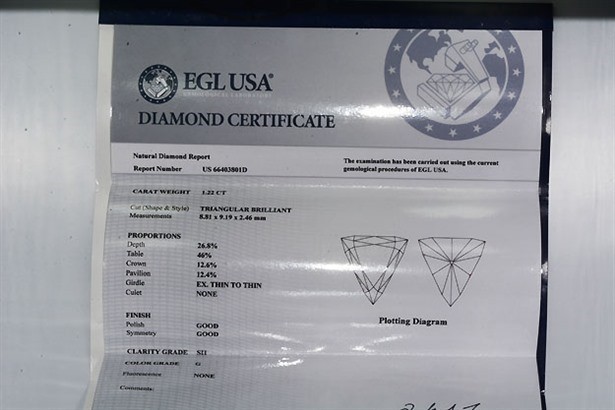 EGL USA®
GEMOLOGICAL LABORATORY
DIAMOND CERTIFICATE
Natural Diamond Report
Report Number US 66403801D
The examination has been carried out using the current
gemological procedures of EGL USA.
CARAT WEIGHT 1.22 CT
Cut (Shape & Style) TRIANGULAR BRILLIANT
Measurements 8.81 x 9.19 x 2.46 mm
PROPORTIONS
Depth 26.8%
Table 46%
Crown 12.6%
Pavilion 12.4%
Girdle EX. THIN TO THIN
Culet NONE
Plotting Diagram
FINISH
Polish GOOD
Symmetry GOOD
CLARITY GRADE SI1
COLOR GRADE G
Fluorescence NONE
Comments: